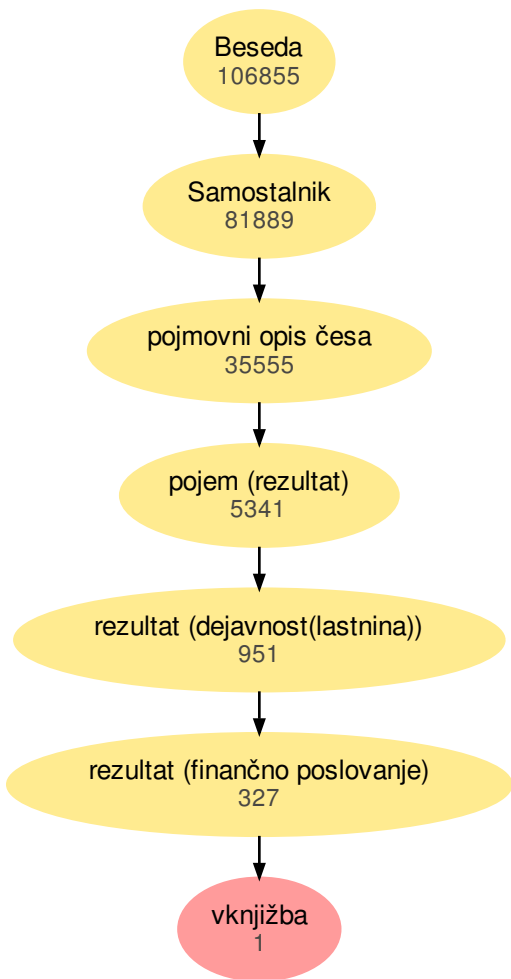 Beseda
106855
Samostalnik
81889
pojmovni opis česa
35555
pojem (rezultat)
5341
rezultat (dejavnost(lastnina))
951
rezultat (finančno poslovanje)
327
vknjižba
1